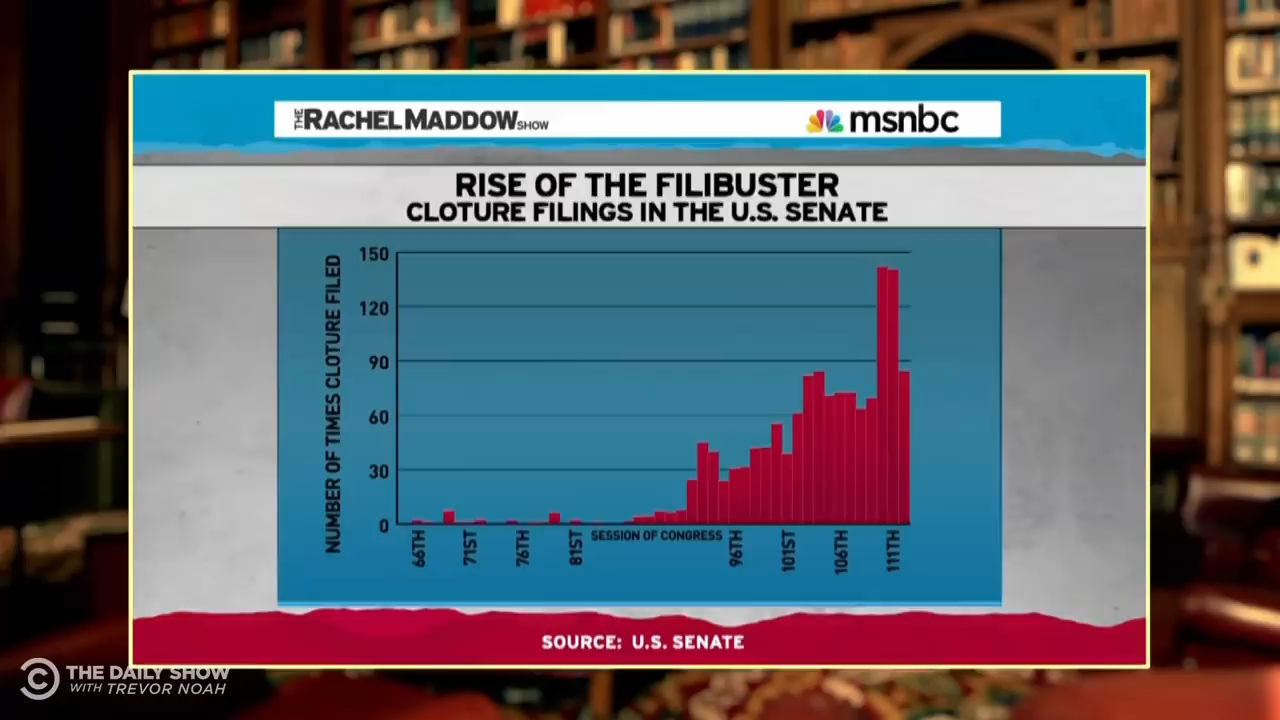 THE RACHEL MADDOW SHOW
msnbc
RISE OF THE FILIBUSTER
CLOTURE FILINGS IN THE U.S. SENATE
NUMBER OF TIMES CLOTURE FILED
150
120
90
60
30
0
66TH
71ST
76TH
81ST
SESSION OF CONGRESS
96TH
101ST
106TH
111TH
SOURCE: U.S. SENATE
THE DAILY SHOW
WITH TREVOR NOAH